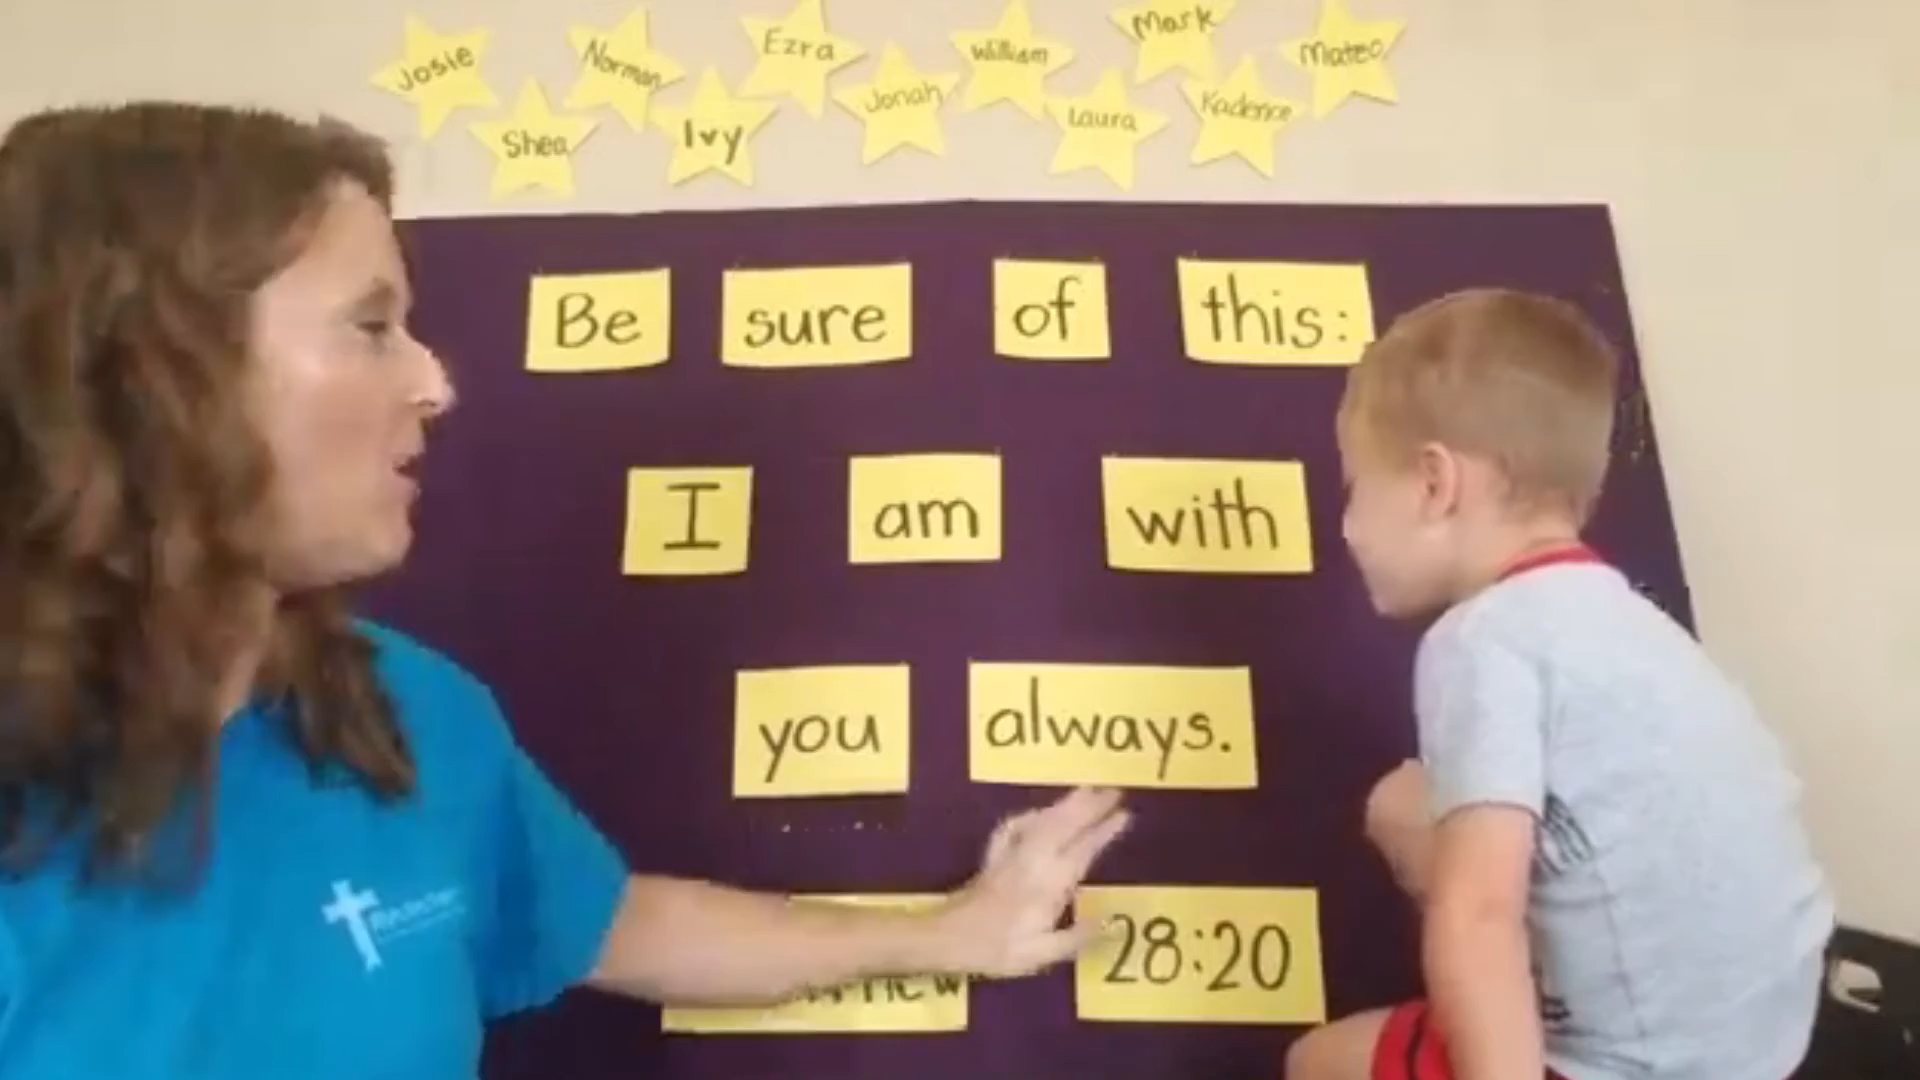 Josie
Norman
Ezra
William
Mark
Mateo
Shea
Ivy
Jonah
Laura
Kadence
Be sure of this:
I am with
you always.
28:20